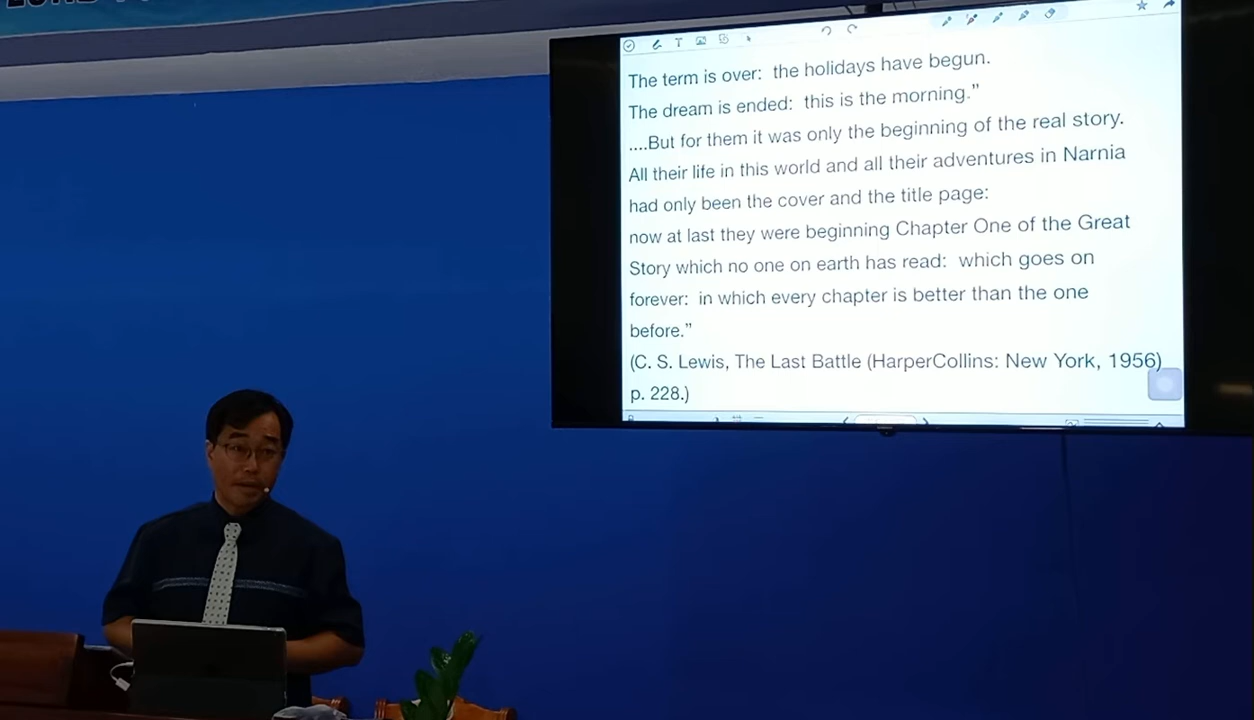 The term is over: the holidays have begun.
The dream is ended: this is the morning.”
....But for them it was only the beginning of the real story.
All their life in this world and all their adventures in Narnia
had only been the cover and the title page:
now at last they were beginning Chapter One of the Great
Story which no one on earth has read: which goes on
forever: in which every chapter is better than the one
before.”
(C. S. Lewis, The Last Battle (HarperCollins: New York, 1956)
p. 228.)